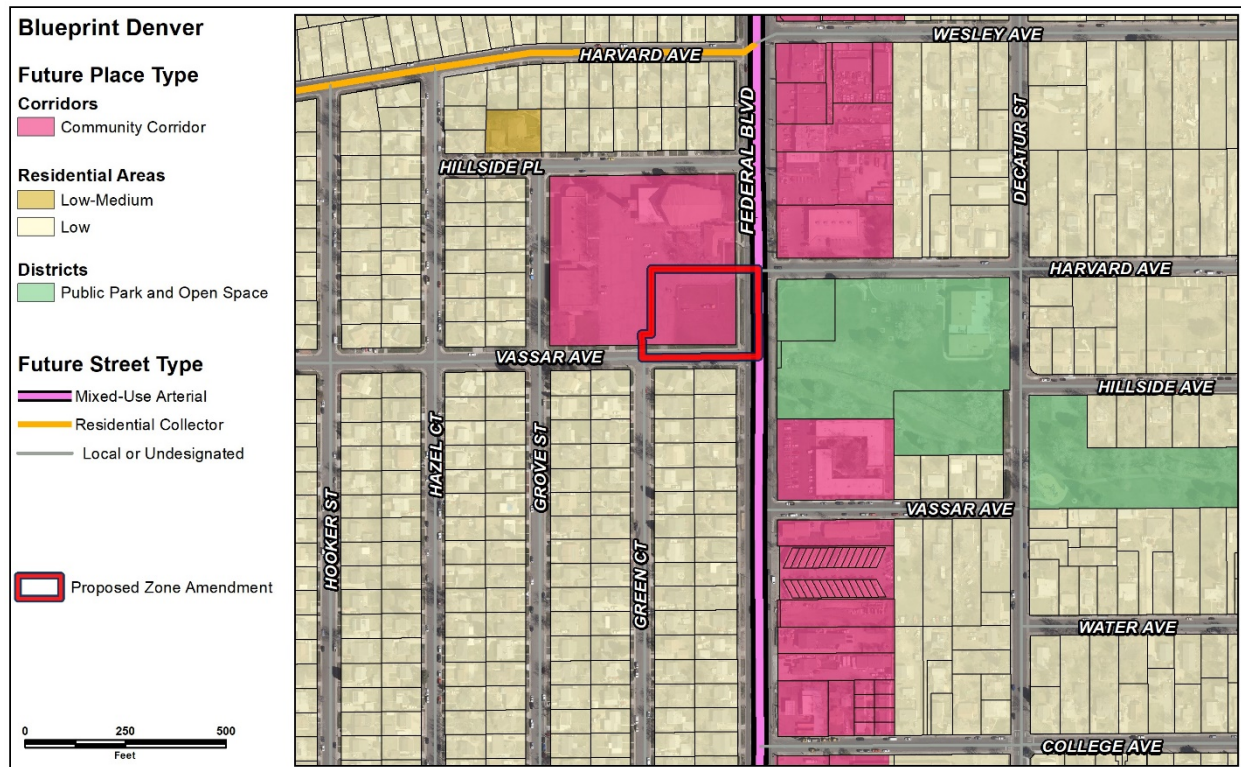 Blueprint Denver
Future Place Type
Corridors
Community Corridor
Residential Areas
Low-Medium
Low
Districts
Public Park and Open Space
Future Street Type
Mixed-Use Arterial
Residential Collector
Local or Undesignated
Proposed Zone Amendment
0 250 500
Feet
WESLEY AVE
HARVARD AVE
FEDERAL BLVD
DECATUR ST
HILLSIDE PL
HARVARD AVE
VASSAR AVE
HILLSIDE AVE
HOOKER ST
HAZEL CT
GROVE ST
GREEN CT
VASSAR AVE
WATER AVE
COLLEGE AVE